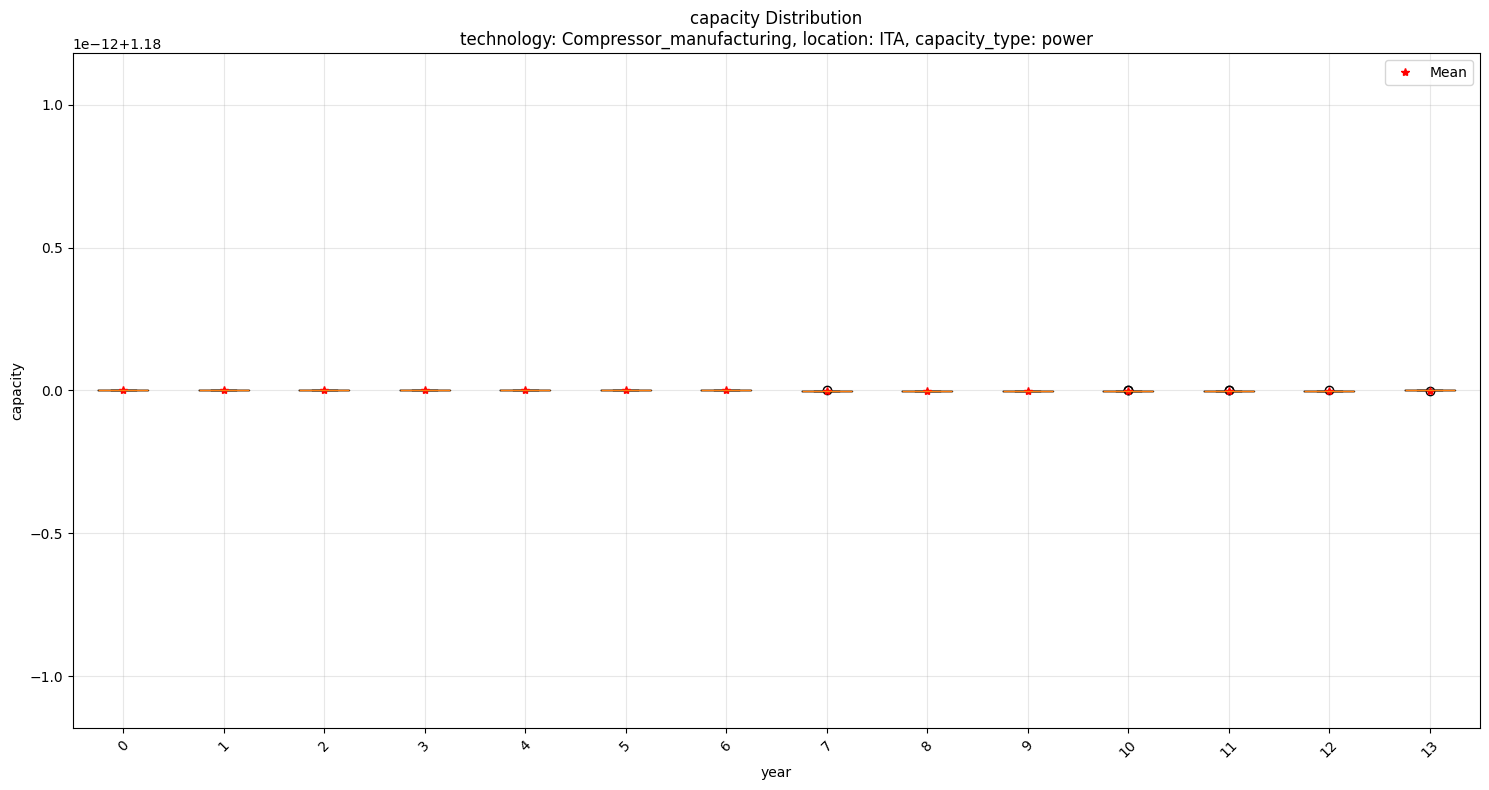 capacity Distribution
technology: Compressor_manufacturing, location: ITA, capacity_type: power
1e−12+1.18
Mean
1.0
0.5
0.0
−0.5
−1.0
capacity
0 1 2 3 4 5 6 7 8 9 10 11 12 13
year